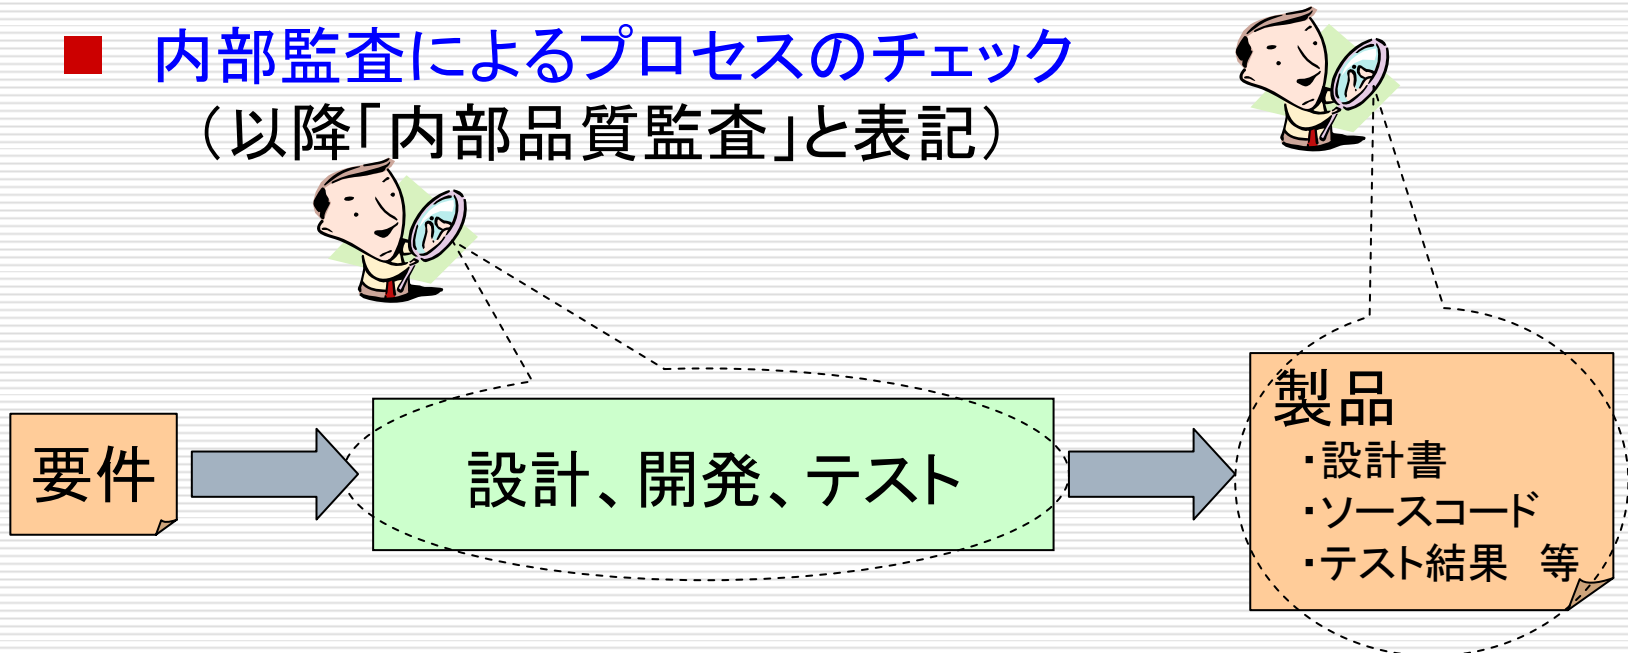 ■ 内部監査によるプロセスのチェック
（以降「内部品質監査」と表記）
要件
設計、開発、テスト
製品
・設計書
・ソースコード
・テスト結果　等